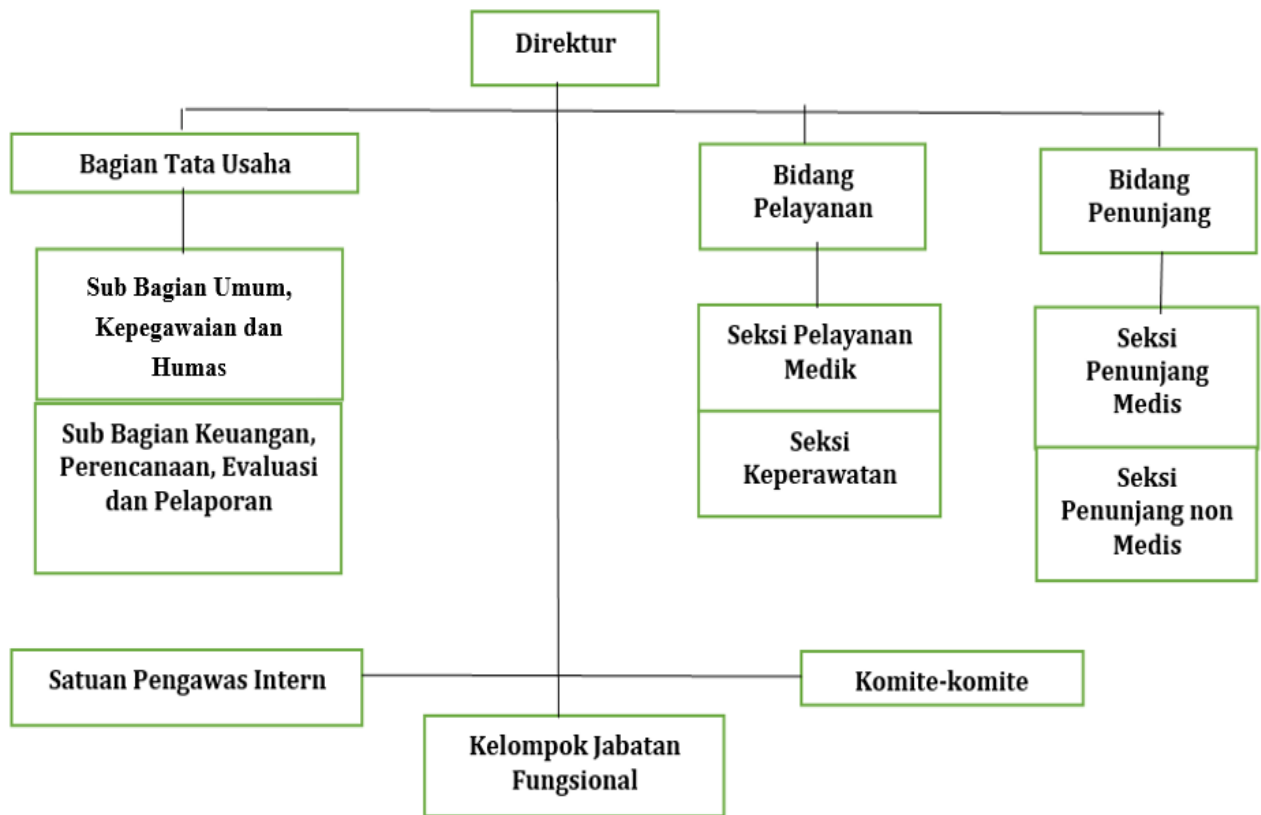 Direktur
Bagian Tata Usaha
Bidang
Pelayanan
Bidang
Penunjang
Sub Bagian Umum,
Kepegawaian dan
Humas
Sub Bagian Keuangan,
Perencanaan, Evaluasi
dan Pelaporan
Seksi Pelayanan
Medik
Seksi
Keperawatan
Seksi
Penunjang
Medis
Seksi
Penunjang non
Medis
Satuan Pengawas Intern
Komite-komite
Kelompok Jabatan
Fungsional